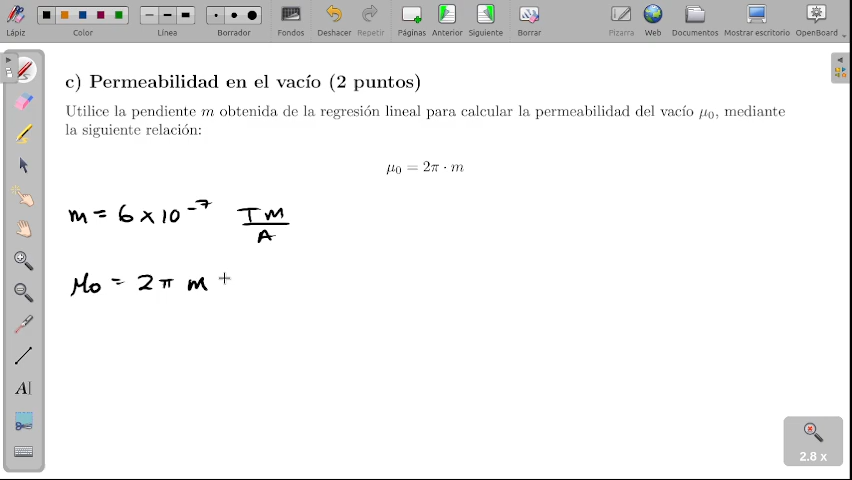 Lápiz Color Línea Borrador Fondos Deshacer Repetir Páginas Anterior Siguiente Borrar Pizarra Web Documentos Mostrar escritorio OpenBoard
c) Permeabilidad en el vacío (2 puntos)
Utilice la pendiente m obtenida de la regresión lineal para calcular la permeabilidad del vacío μ₀, mediante
la siguiente relación:
μ₀ = 2π · m
m = 6 × 10⁻⁷ T m / A
μ₀ = 2π m
2.8 x